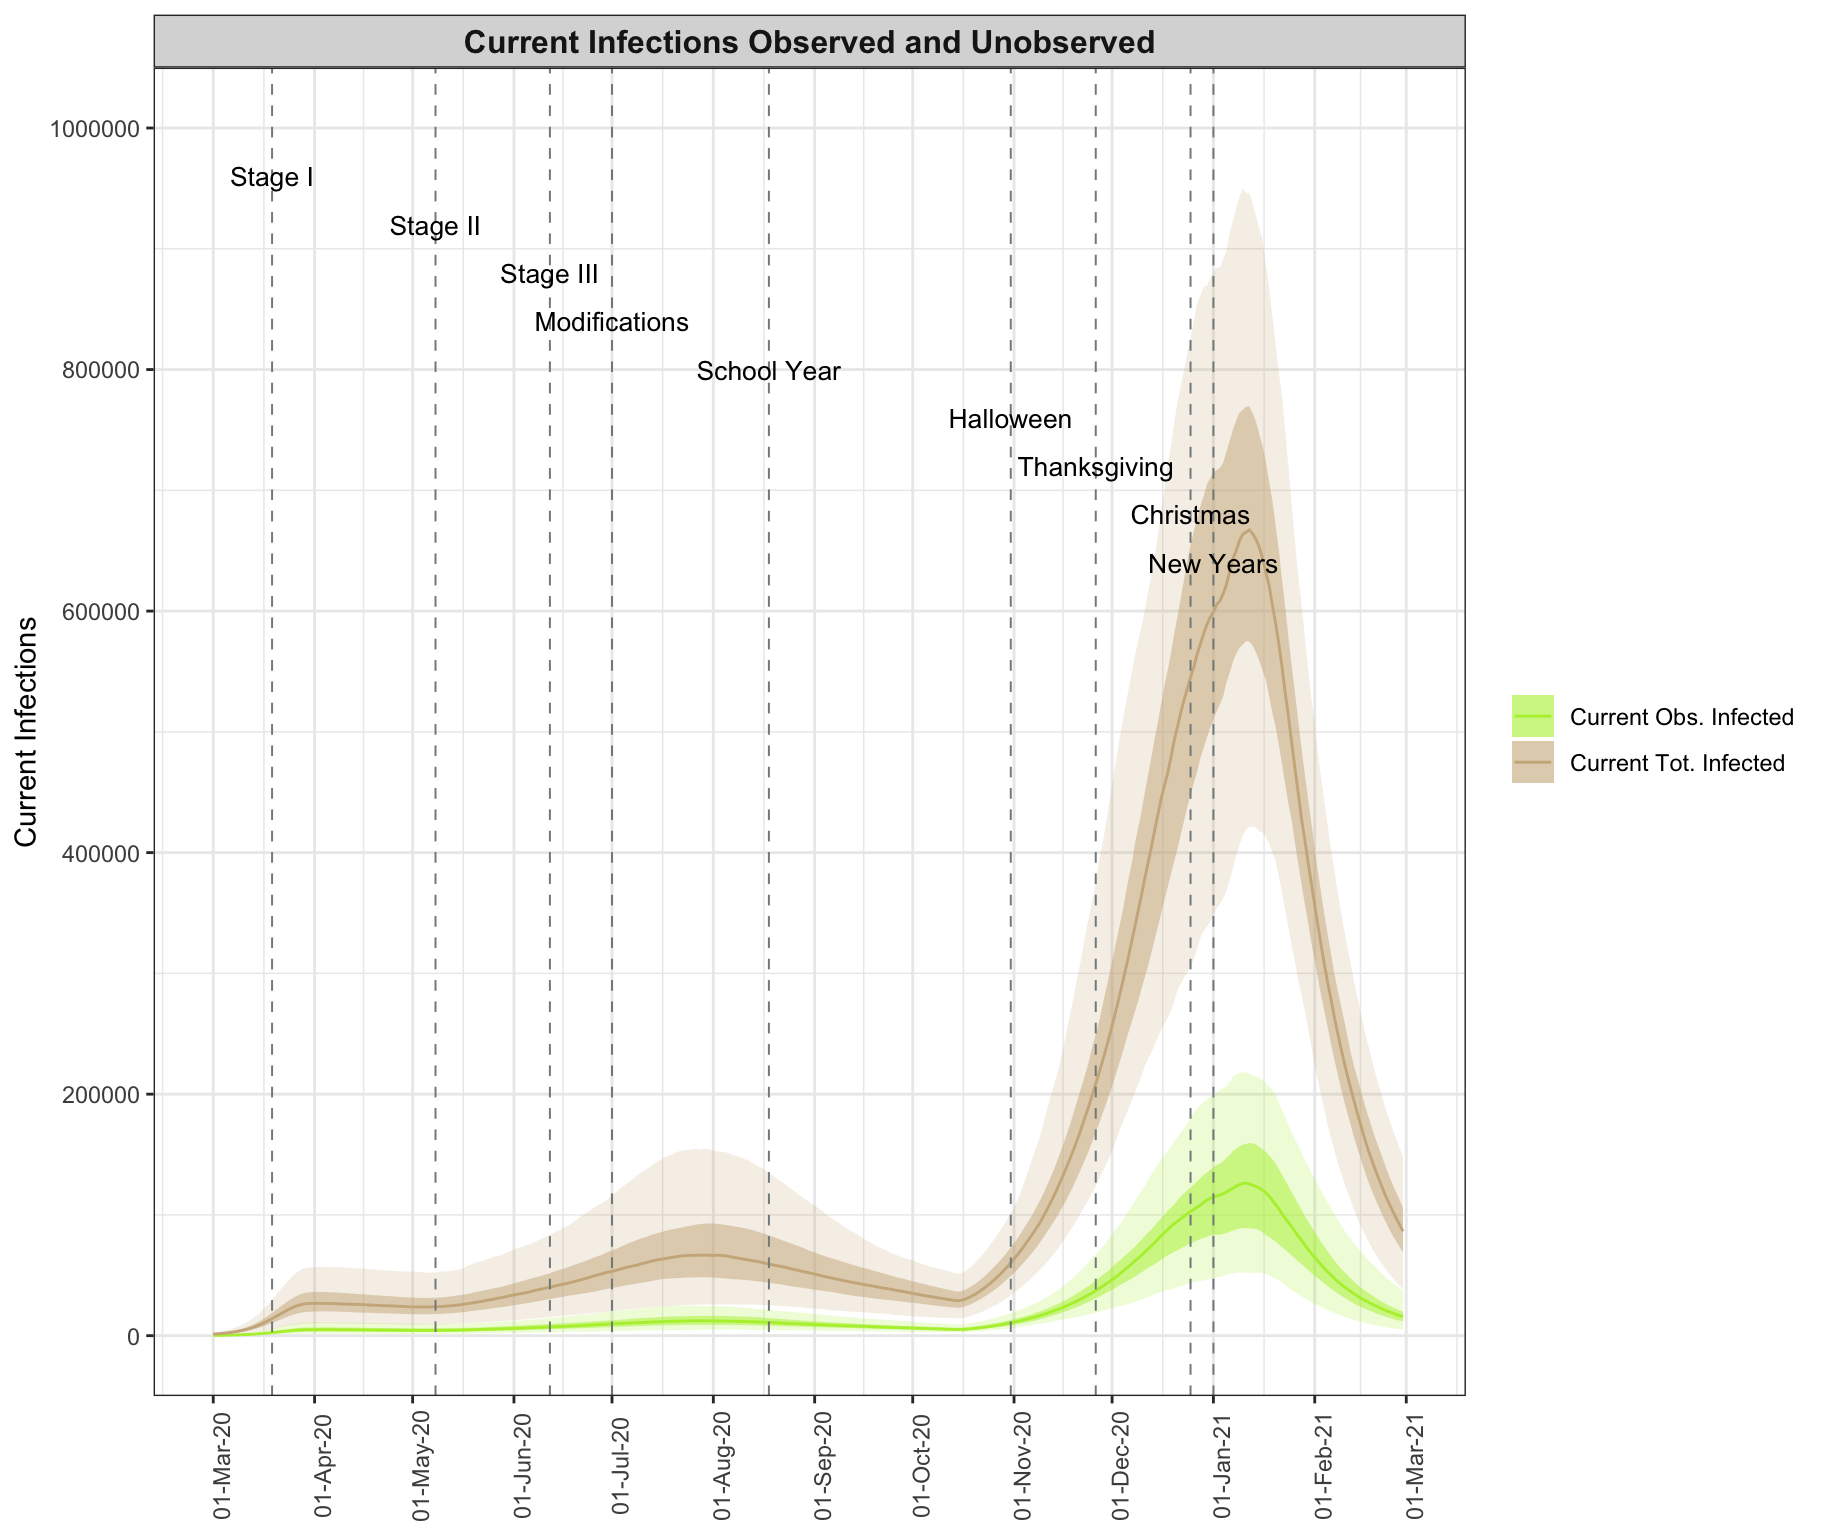 Current Infections Observed and Unobserved
Current Infections
1000000
800000
600000
400000
200000
0
Stage I
Stage II
Stage III
Modifications
School Year
Halloween
Thanksgiving
Christmas
New Years
01-Mar-20
01-Apr-20
01-May-20
01-Jun-20
01-Jul-20
01-Aug-20
01-Sep-20
01-Oct-20
01-Nov-20
01-Dec-20
01-Jan-21
01-Feb-21
01-Mar-21
Current Obs. Infected
Current Tot. Infected